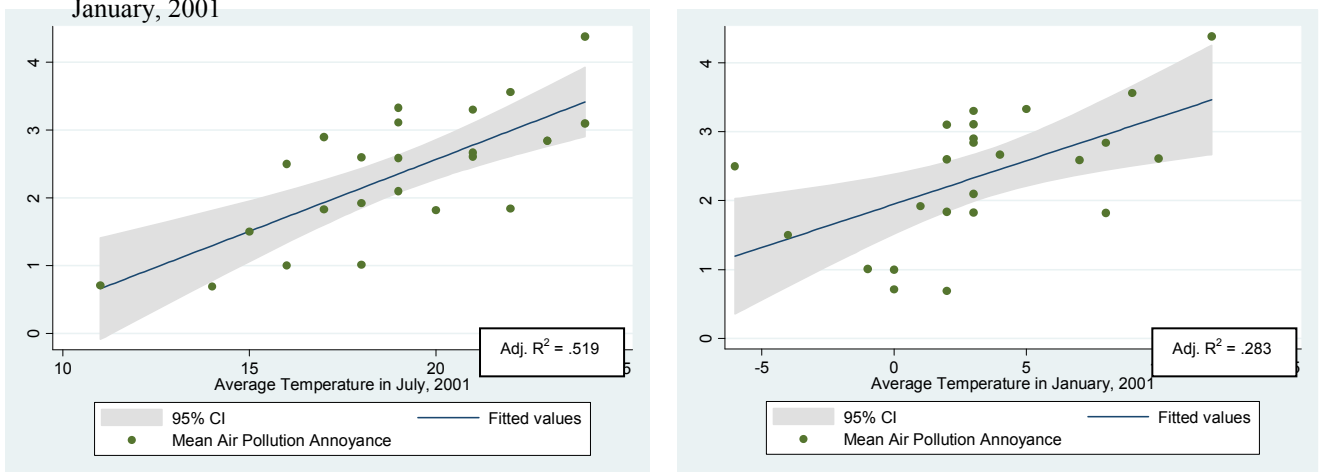 January, 2001
4
3
2
1
0
10
15
20
5
Adj. R² = .519
Average Temperature in July, 2001
95% CI
Fitted values
Mean Air Pollution Annoyance
4
3
2
1
0
-5
0
5
5
Adj. R² = .283
Average Temperature in January, 2001
95% CI
Fitted values
Mean Air Pollution Annoyance